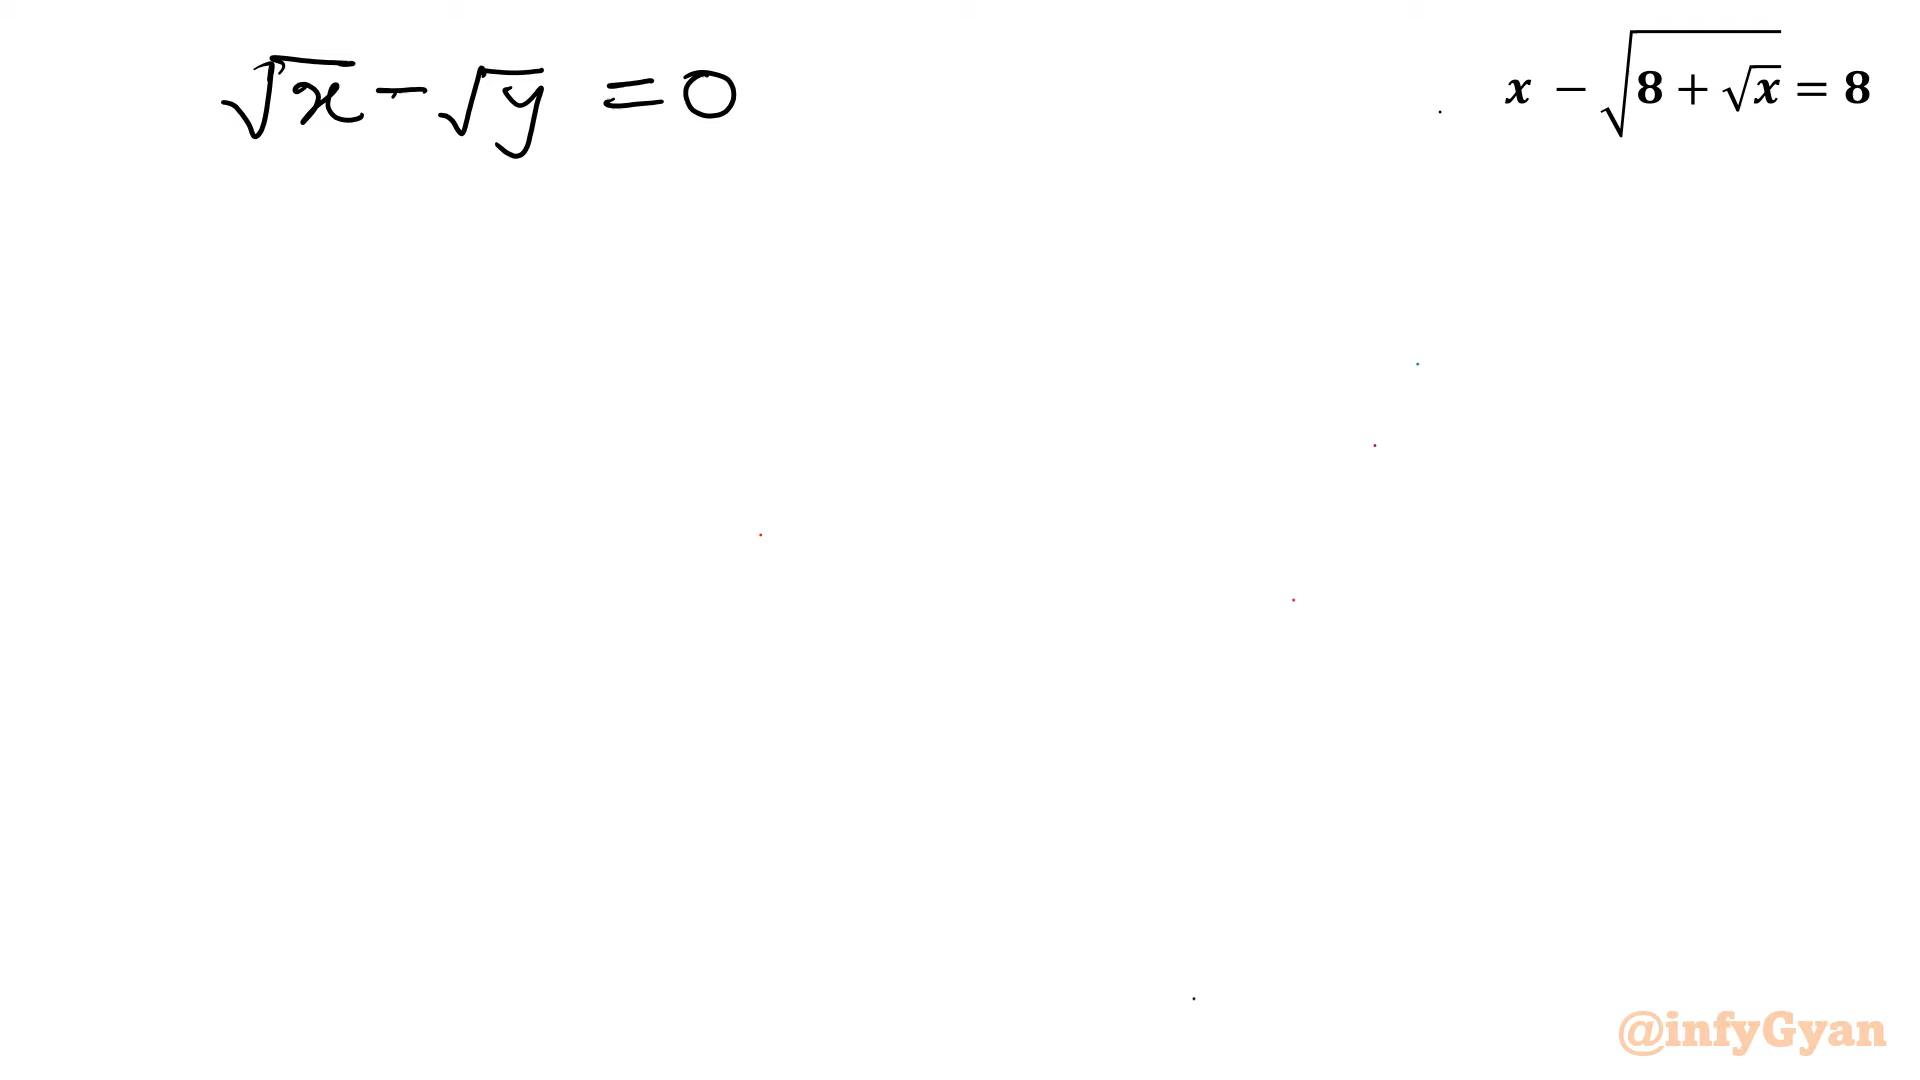 √x - √y = 0
x - √(8 + √x) = 8
@infyGyan